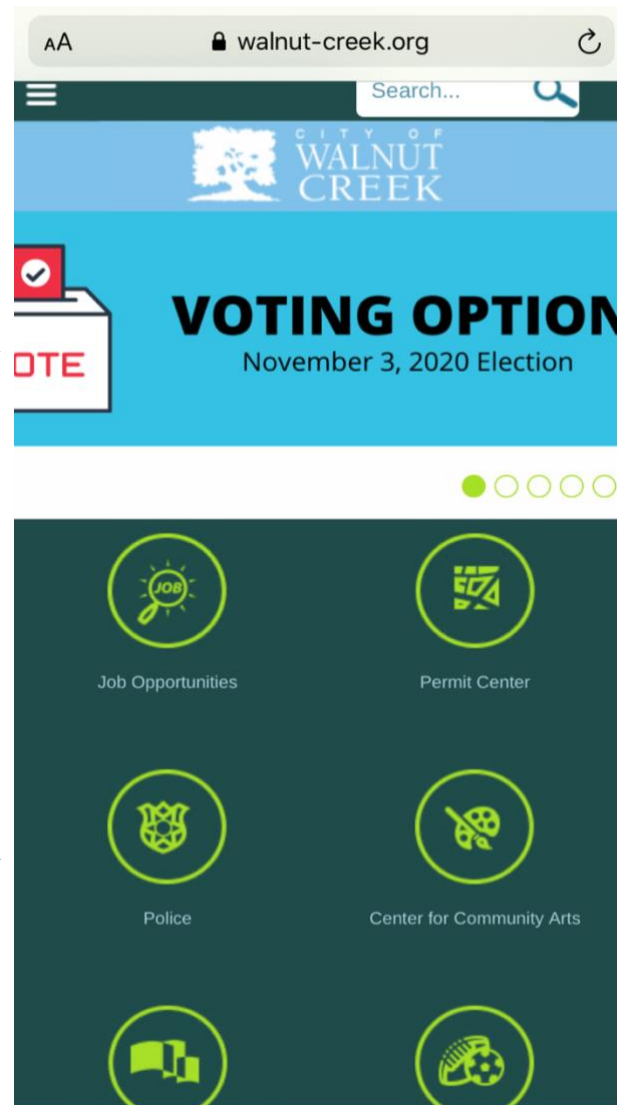 AA walnut-creek.org
Search...
CITY OF
WALNUT
CREEK
OTE
VOTING OPTION
November 3, 2020 Election
JOB
Job Opportunities Permit Center
Police Center for Community Arts